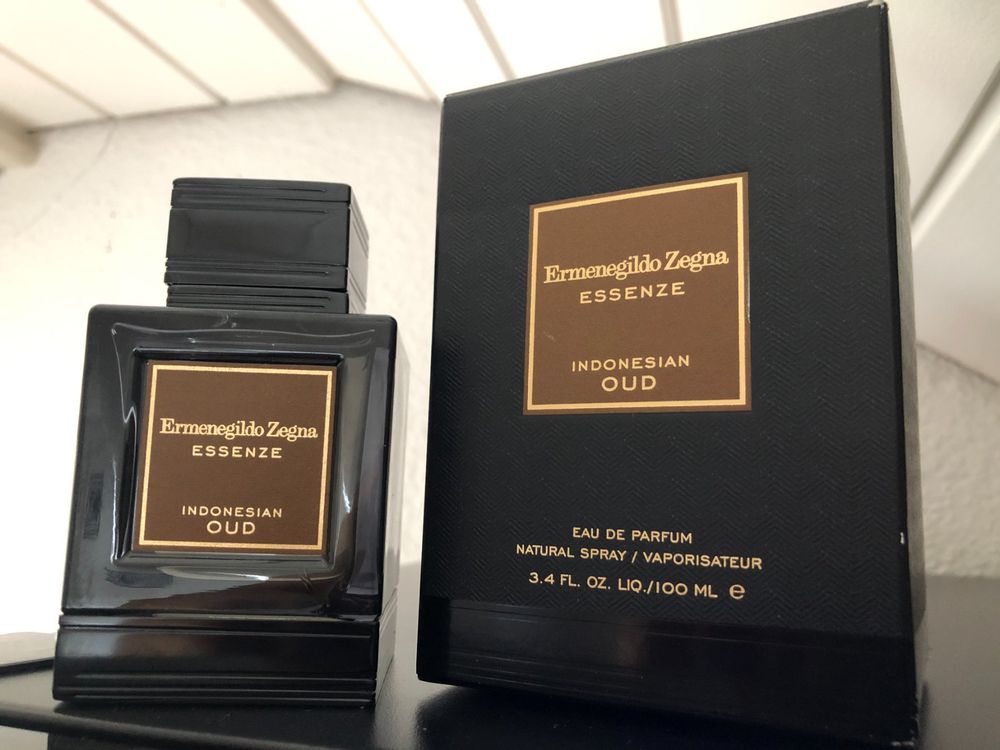 Ermenegildo Zegna
ESSENZE
INDONESIAN
OUD
Ermenegildo Zegna
ESSENZE
INDONESIAN
OUD
EAU DE PARFUM
NATURAL SPRAY / VAPORISATEUR
3.4 FL. OZ. LIQ./100 ML ℮